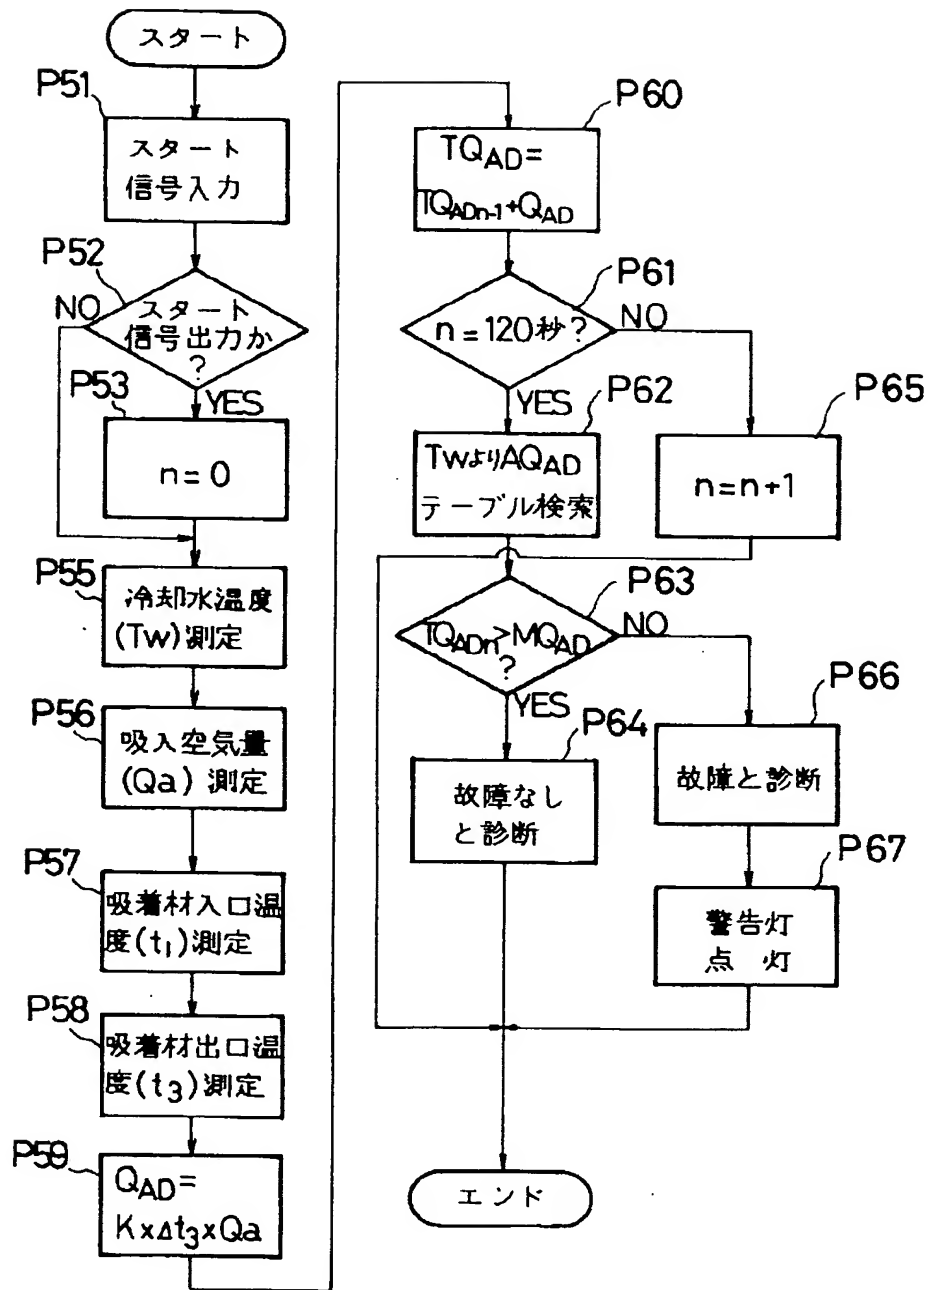 スタート
P51
スタート
信号入力
P52
NO
スタート
信号出力か
?
P53
YES
n=0
P55
冷却水温度
(Tw)測定
P56
吸入空気量
(Qa)測定
P57
吸着材入口温
度(t1)測定
P58
吸着材出口温
度(t3)測定
P59
QAD=
K×Δt3×Qa
P60
TQAD=
TQADn-1+QAD
P61
n=120秒?
NO
YES
P62
TwよりAQAD
テーブル検索
P65
n=n+1
P63
TQADn>MQAD
?
NO
YES
P64
故障なし
と診断
P66
故障と診断
P67
警告灯
点 灯
エンド